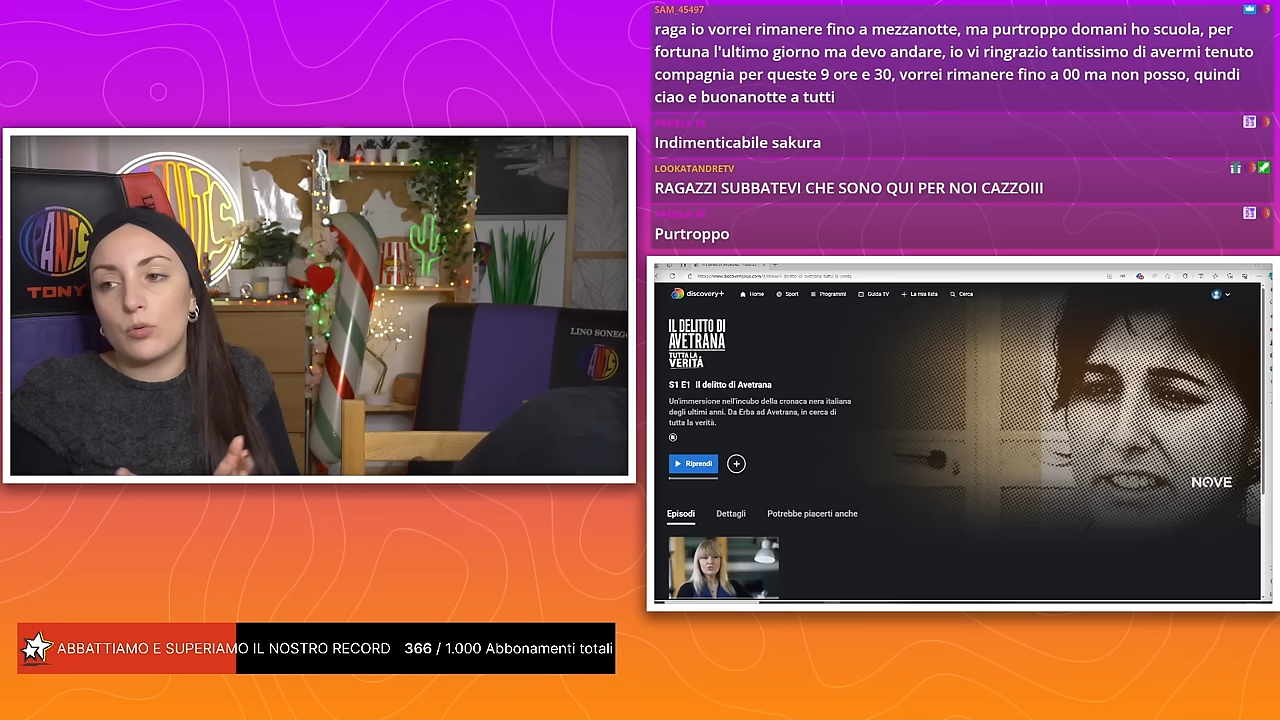 SAM_45497
raga io vorrei rimanere fino a mezzanotte, ma purtroppo domani ho scuola, per
fortuna l'ultimo giorno ma devo andare, io vi ringrazio tantissimo di avermi tenuto
compagnia per queste 9 ore e 30, vorrei rimanere fino a 00 ma non posso, quindi
ciao e buonanotte a tutti
Indimenticabile sakura
LOOKATANDRETV
RAGAZZI SUBBATEVI CHE SONO QUI PER NOI CAZZOIII
Purtroppo
PANTS
TONY
LINO SONEGO
discovery+
Home
Sport
Programmi
Guida TV
La mia lista
Cerca
IL DELITTO DI
AVETRANA
TUTTA LA
VERITÀ
S1 E1 Il delitto di Avetrana
Un'immersione nell'incubo della cronaca nera italiana
degli ultimi anni. Da Erba ad Avetrana, in cerca di
tutta la verità.
Riprendi
NOVE
Episodi
Dettagli
Potrebbe piacerti anche
ABBATTIAMO E SUPERIAMO IL NOSTRO RECORD 366 / 1.000 Abbonamenti totali